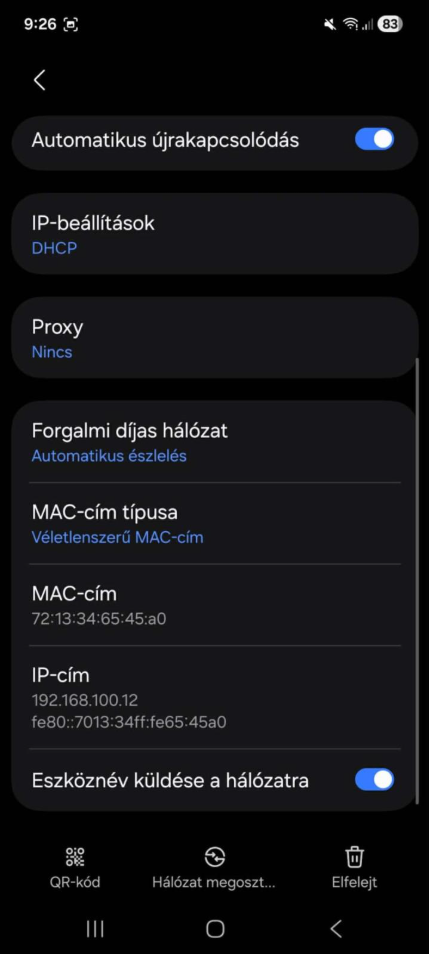 9:26
83
Automatikus újrakapcsolódás
IP-beállítások
DHCP
Proxy
Nincs
Forgalmi díjas hálózat
Automatikus észlelés
MAC-cím típusa
Véletlenszerű MAC-cím
MAC-cím
72:13:34:65:45:a0
IP-cím
192.168.100.12
fe80::7013:34ff:fe65:45a0
Eszköznév küldése a hálózatra
QR-kód
Hálózat megoszt...
Elfelejt